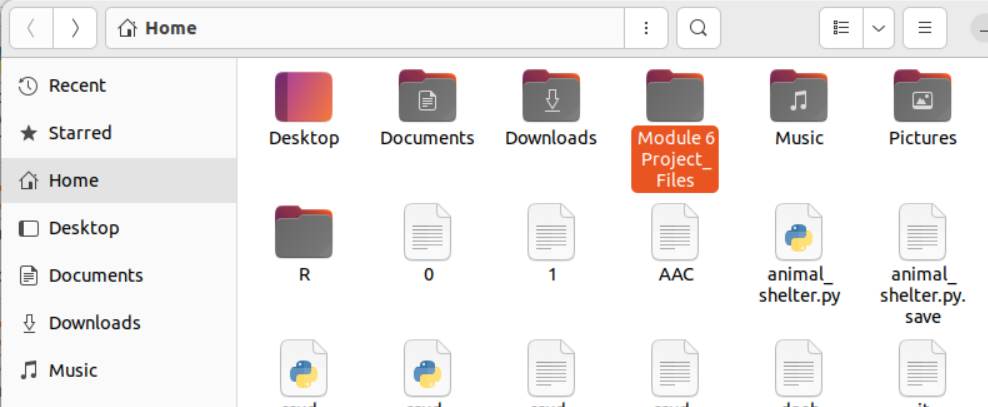 Home
Recent
Starred
Home
Desktop
Documents
Downloads
Music
Desktop
Documents
Downloads
Module 6
Project_
Files
Music
Pictures
R
0
1
AAC
animal_
shelter.py
animal_
shelter.py.
save